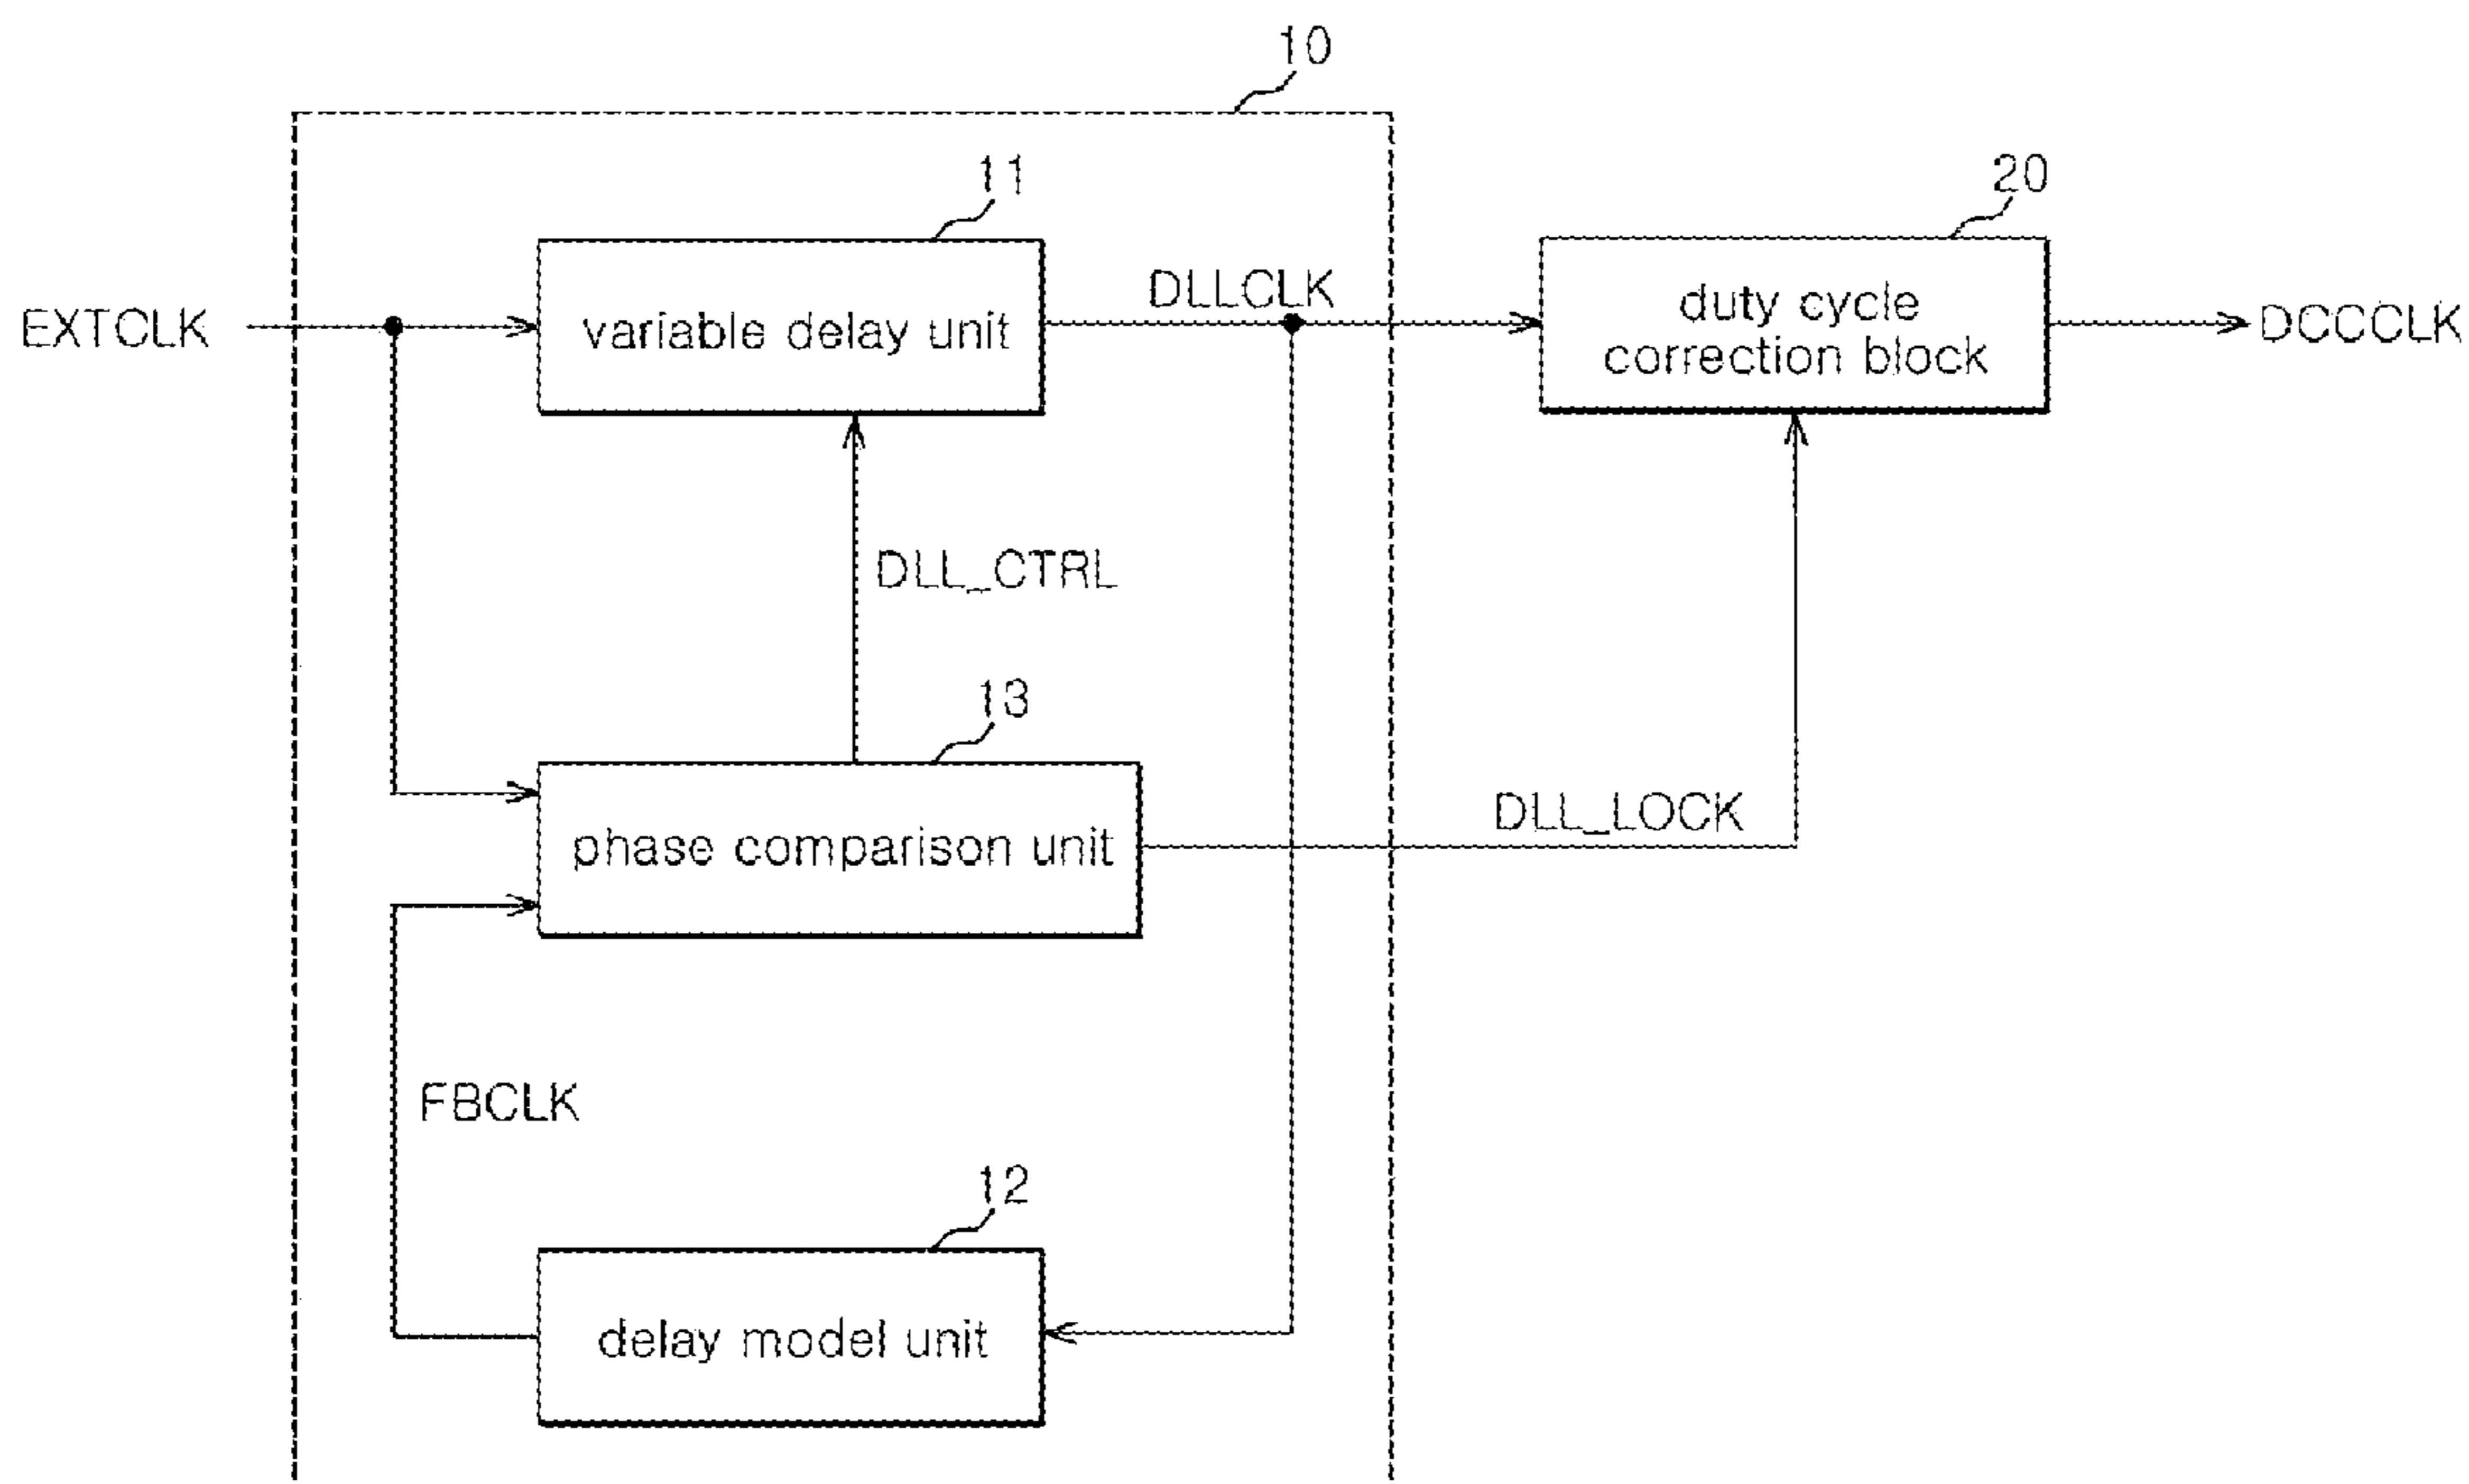 10
11
20
EXTCLK
variable delay unit
DLLCLK
duty cycle
correction block
DCCCLK
DLL_CTRL
13
phase comparison unit
DLL_LOCK
FBCLK
12
delay model unit